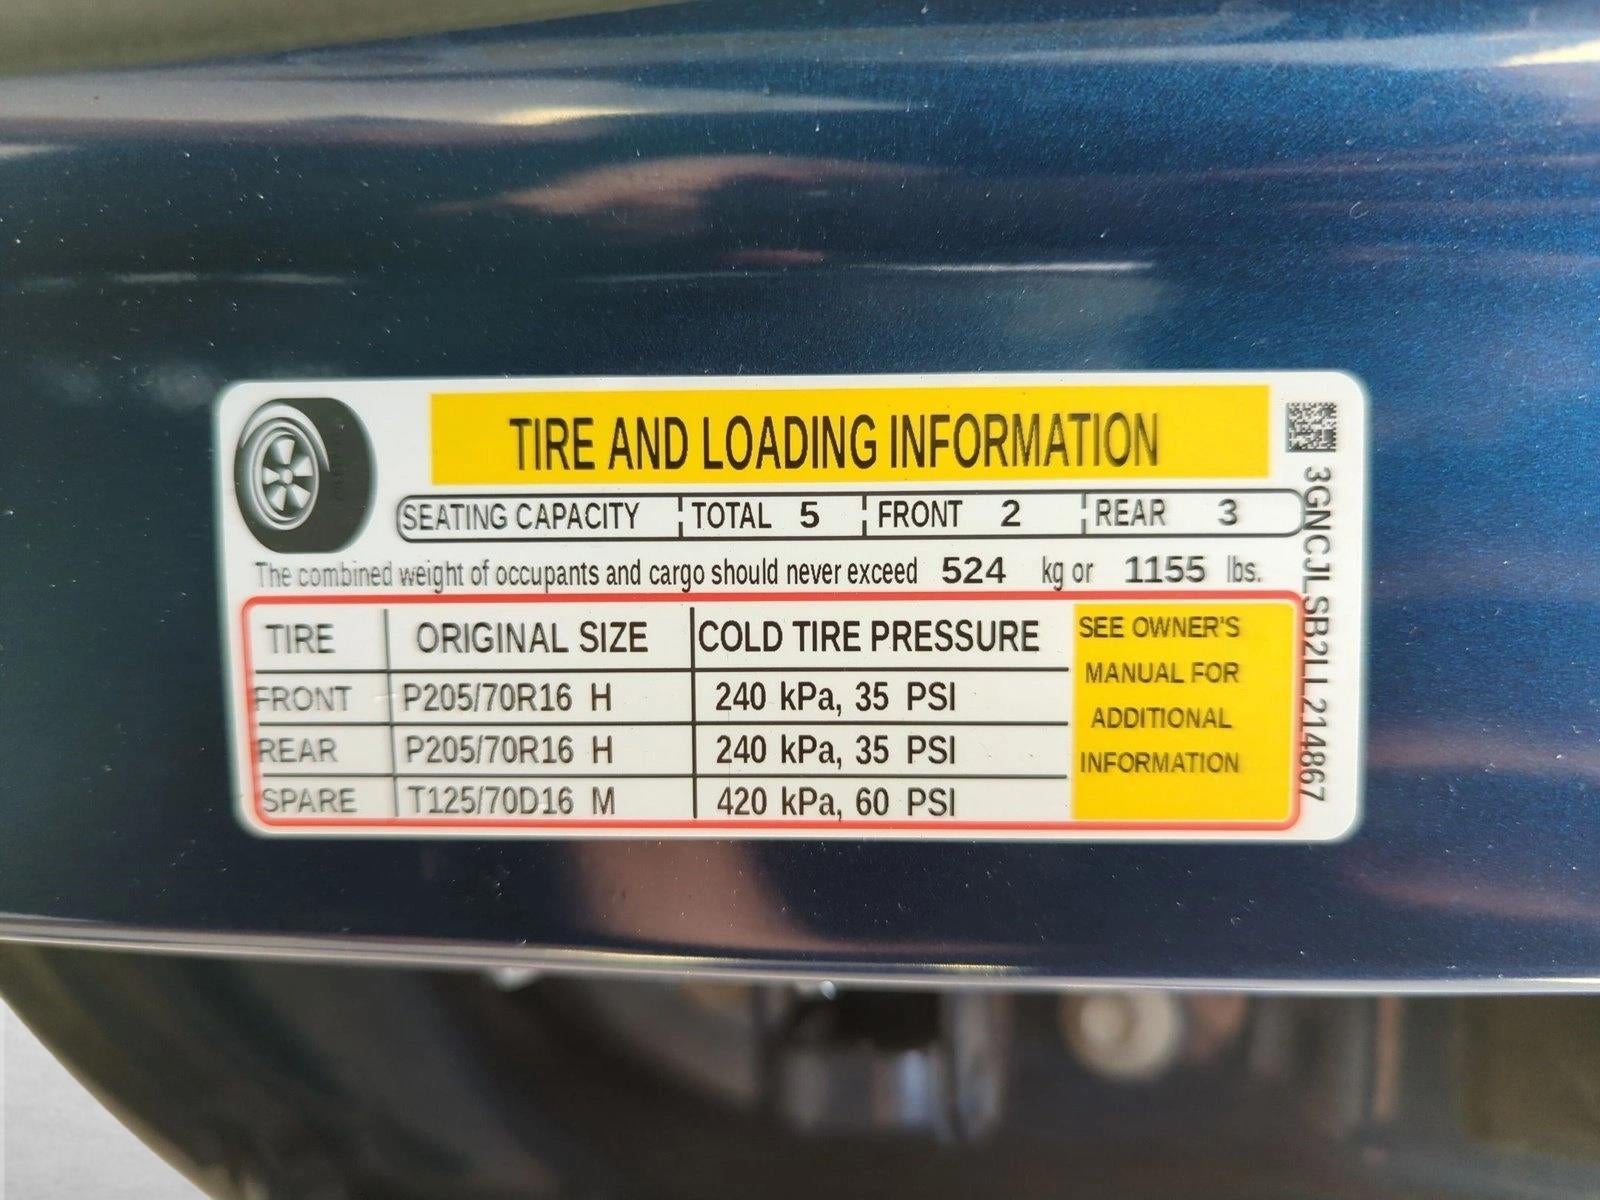 TIRE AND LOADING INFORMATION
SEATING CAPACITY TOTAL 5 FRONT 2 REAR 3
The combined weight of occupants and cargo should never exceed 524 kg or 1155 lbs.
TIRE ORIGINAL SIZE COLD TIRE PRESSURE
FRONT P205/70R16 H 240 kPa, 35 PSI
REAR P205/70R16 H 240 kPa, 35 PSI
SPARE T125/70D16 M 420 kPa, 60 PSI
SEE OWNER'S
MANUAL FOR
ADDITIONAL
INFORMATION
3GNCJLSB2LL214867